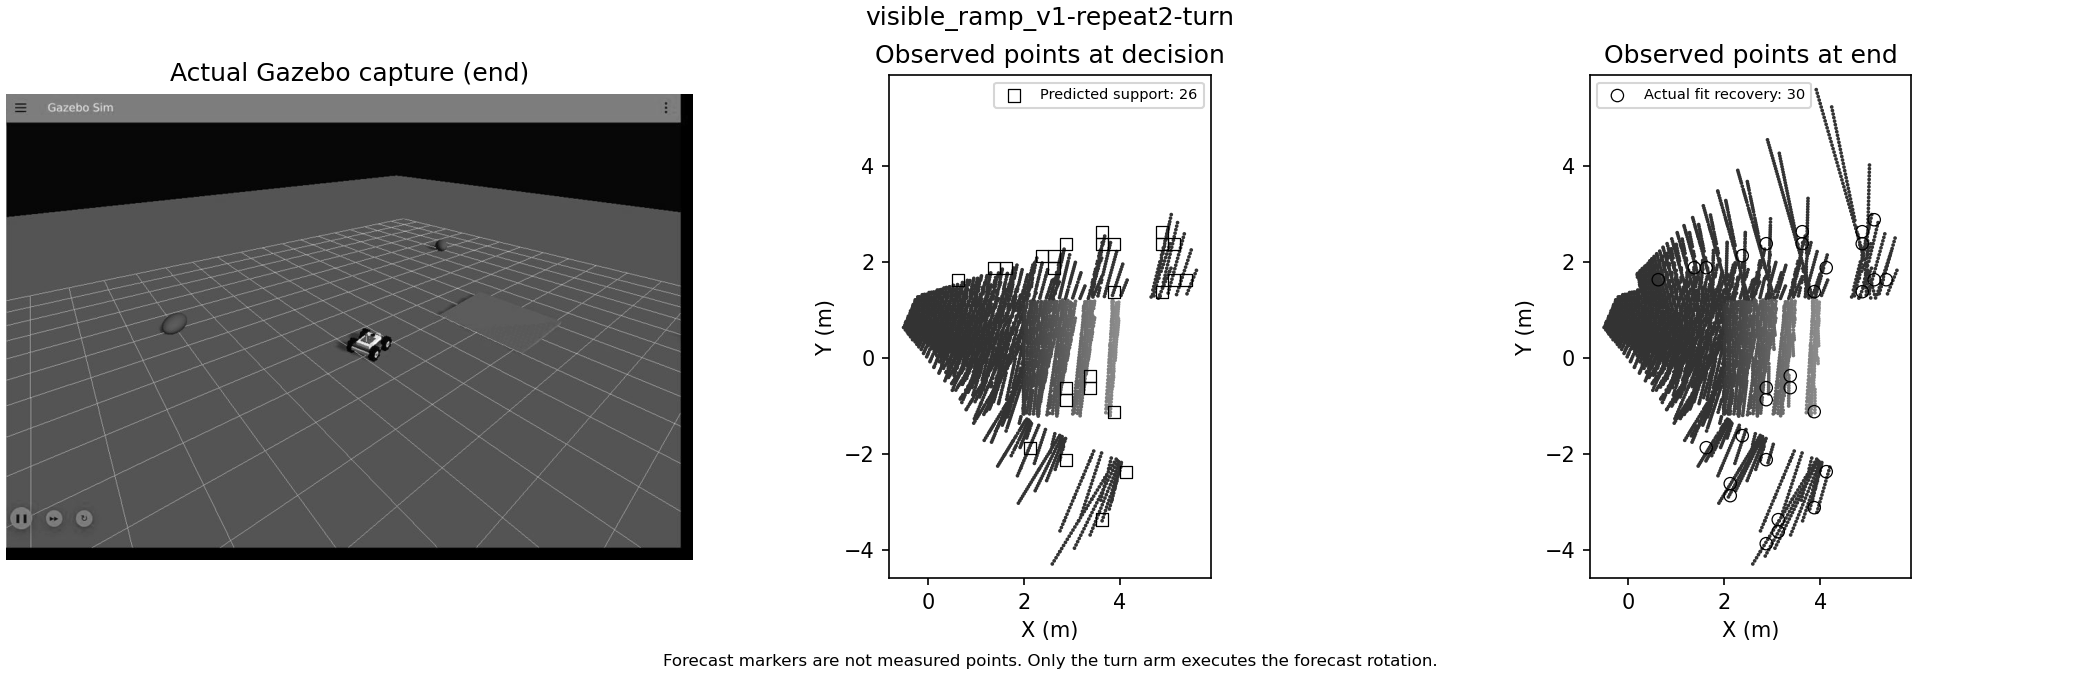 visible_ramp_v1-repeat2-turn
Actual Gazebo capture (end)
Gazebo Sim
Observed points at decision
Predicted support: 26
4
2
0
−2
−4
Y (m)
0 2 4
X (m)
Observed points at end
Actual fit recovery: 30
4
2
0
−2
−4
Y (m)
0 2 4
X (m)
Forecast markers are not measured points. Only the turn arm executes the forecast rotation.